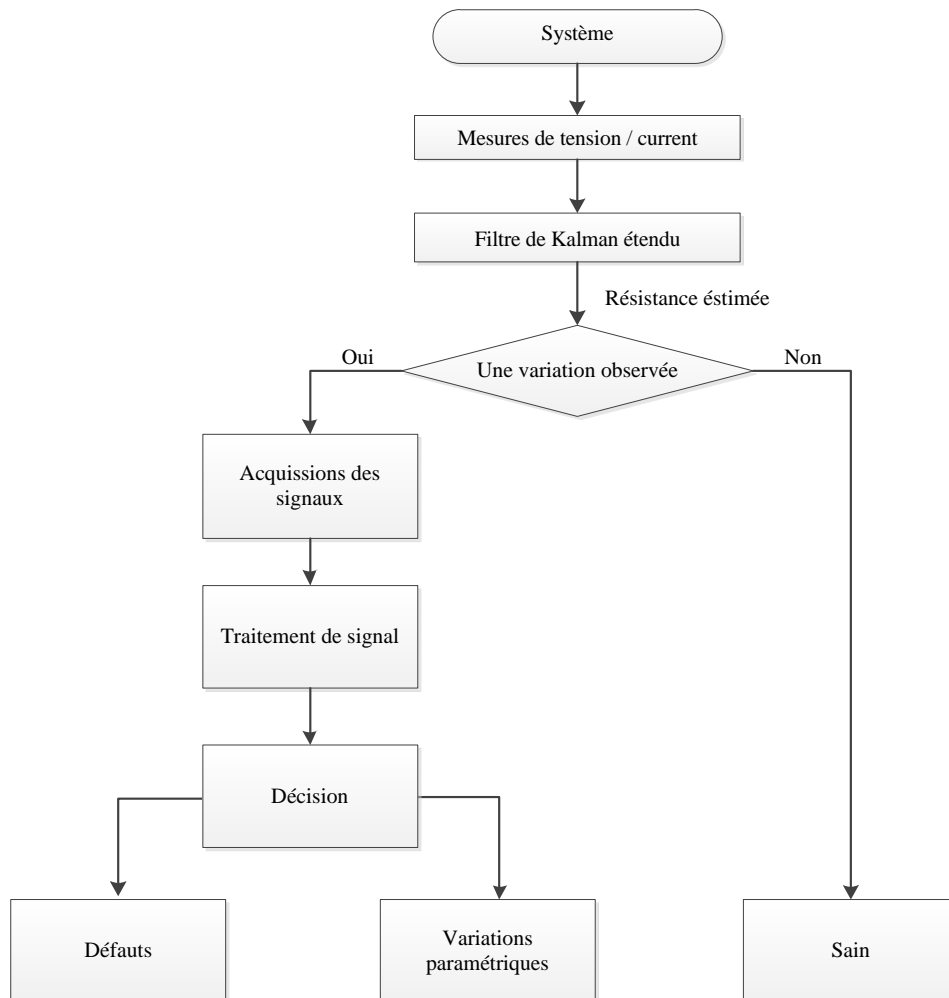 Système
Mesures de tension / current
Filtre de Kalman étendu
Résistance éstimée
Oui
Une variation observée
Non
Acquissions des
signaux
Traitement de signal
Décision
Défauts
Variations
paramétriques
Sain